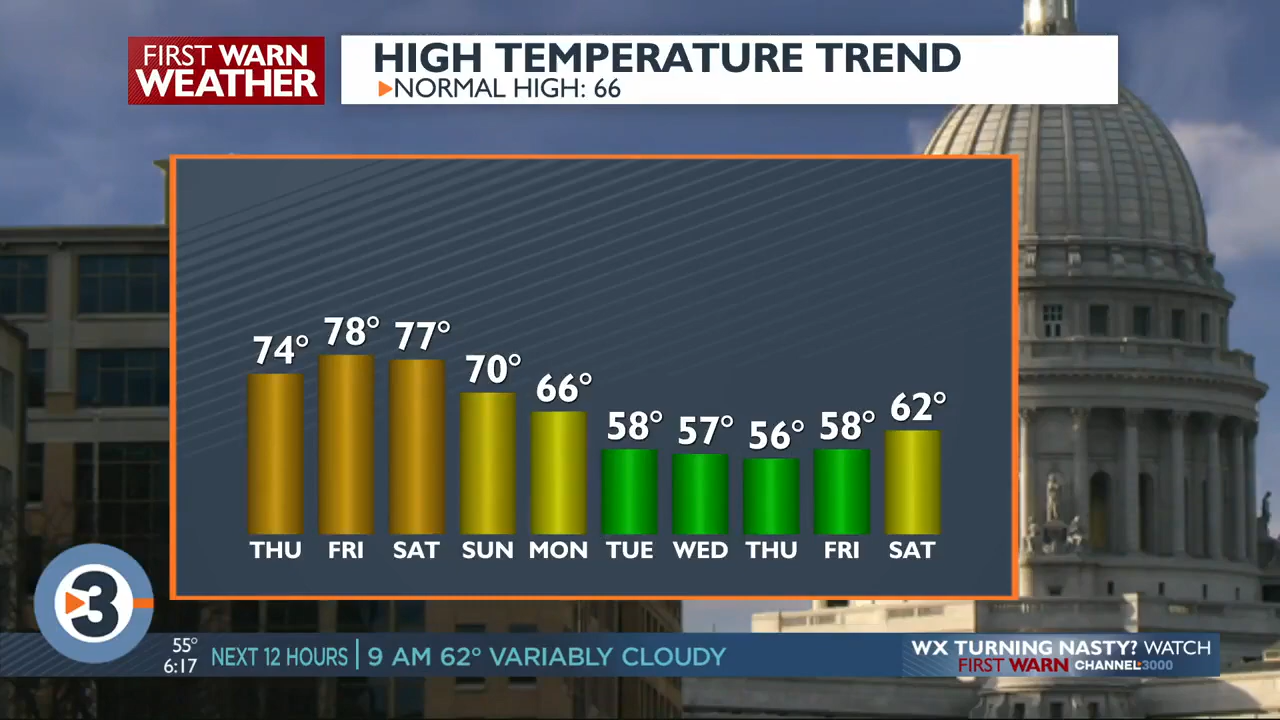 FIRST WARN
WEATHER
HIGH TEMPERATURE TREND
NORMAL HIGH: 66
74° 78° 77° 70° 66° 58° 57° 56° 58° 62°
THU FRI SAT SUN MON TUE WED THU FRI SAT
3
55°
6:17
NEXT 12 HOURS 9 AM 62° VARIABLY CLOUDY
WX TURNING NASTY? WATCH
FIRST WARN CHANNEL3000